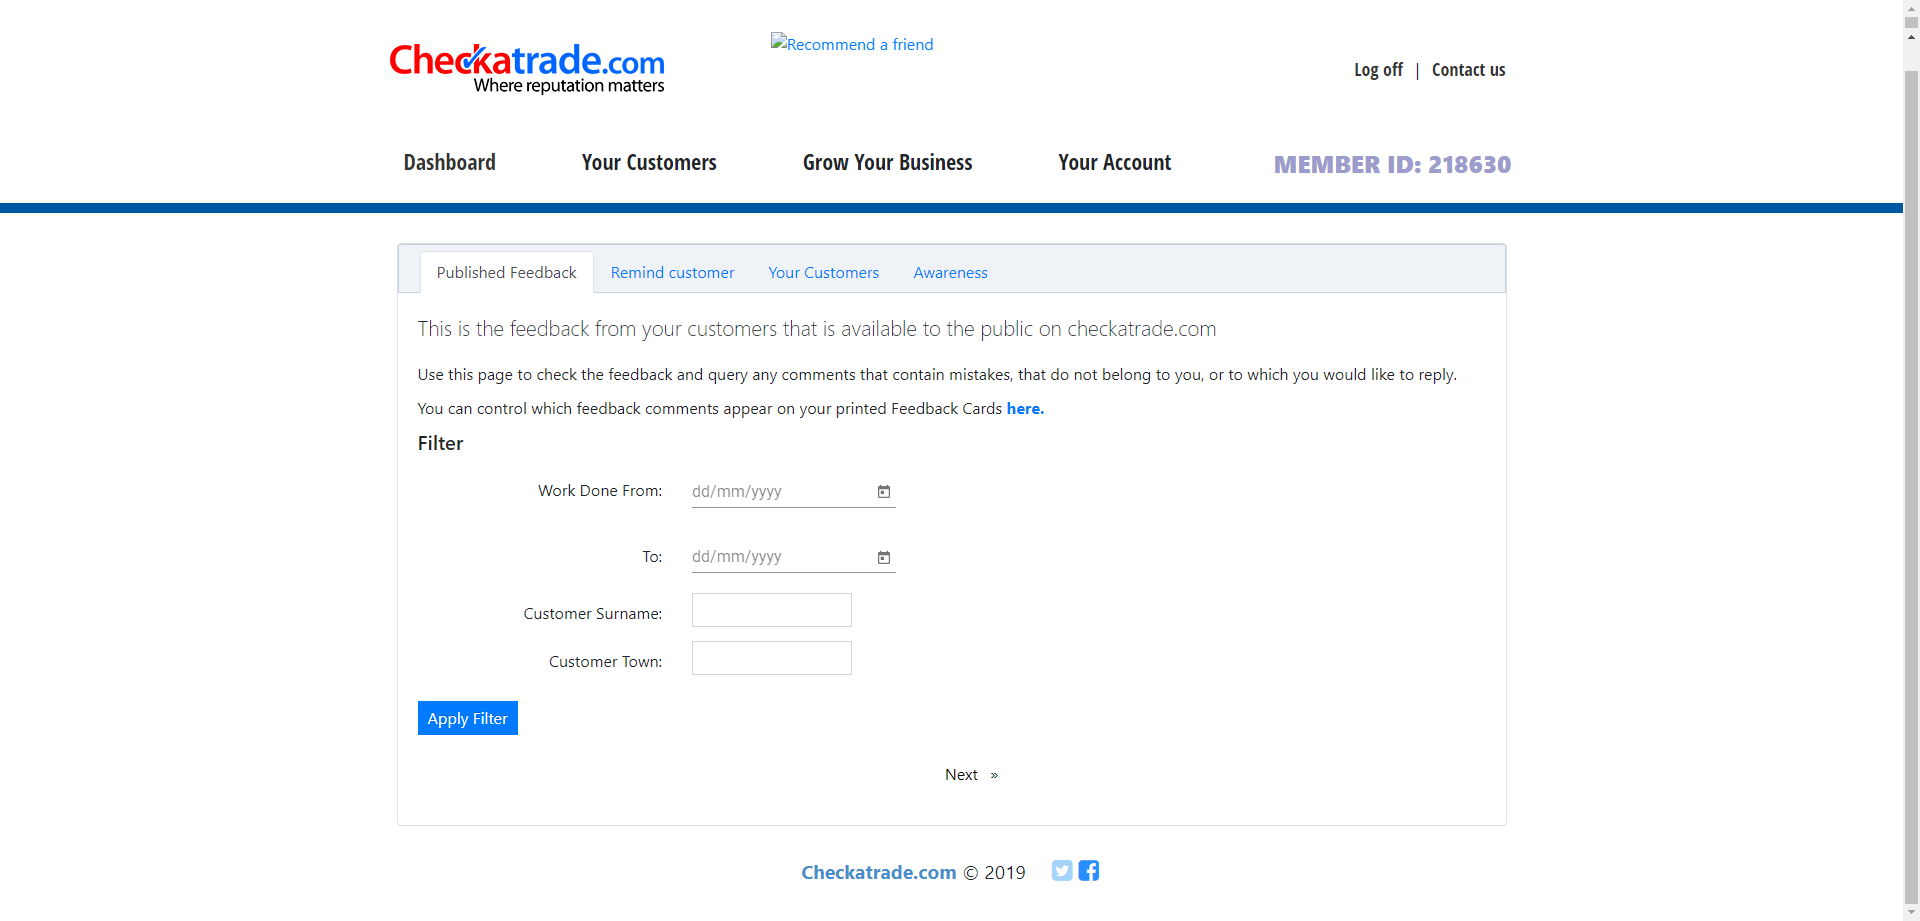 Checkatrade.com
Where reputation matters
Recommend a friend
Log off | Contact us
Dashboard Your Customers Grow Your Business Your Account MEMBER ID: 218630
Published Feedback Remind customer Your Customers Awareness
This is the feedback from your customers that is available to the public on checkatrade.com
Use this page to check the feedback and query any comments that contain mistakes, that do not belong to you, or to which you would like to reply.
You can control which feedback comments appear on your printed Feedback Cards here.
Filter
Work Done From: dd/mm/yyyy
To: dd/mm/yyyy
Customer Surname:
Customer Town:
Apply Filter
Next »
Checkatrade.com © 2019